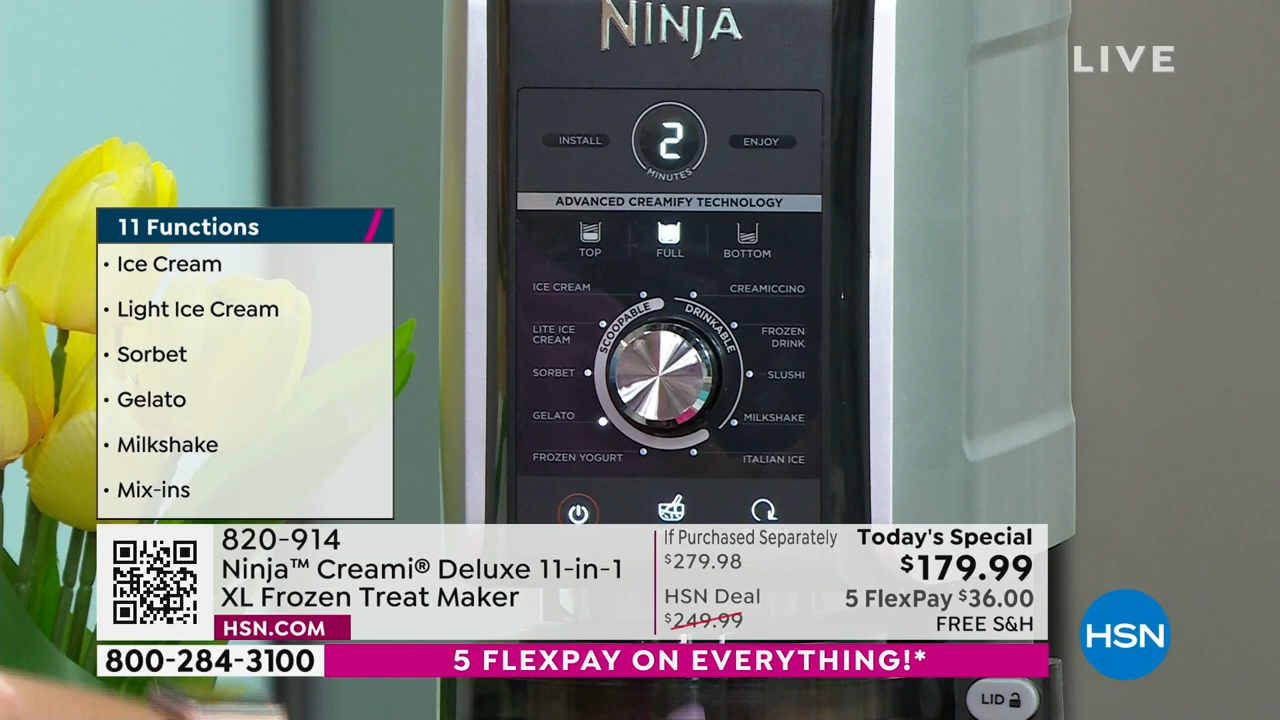 NINJA
LIVE
INSTALL
2
MINUTES
ENJOY
ADVANCED CREAMIFY TECHNOLOGY
TOP
FULL
BOTTOM
SCOOPABLE
DRINKABLE
ICE CREAM
LITE ICE
CREAM
SORBET
GELATO
FROZEN YOGURT
CREAMICCINO
FROZEN
DRINK
SLUSHI
MILKSHAKE
ITALIAN ICE
11 Functions
• Ice Cream
• Light Ice Cream
• Sorbet
• Gelato
• Milkshake
• Mix-ins
820-914
Ninja™ Creami® Deluxe 11-in-1
XL Frozen Treat Maker
HSN.COM
If Purchased Separately
$279.98
HSN Deal
$249.99
Today's Special
$179.99
5 FlexPay $36.00
FREE S&H
800-284-3100
5 FLEXPAY ON EVERYTHING!*
HSN
LID